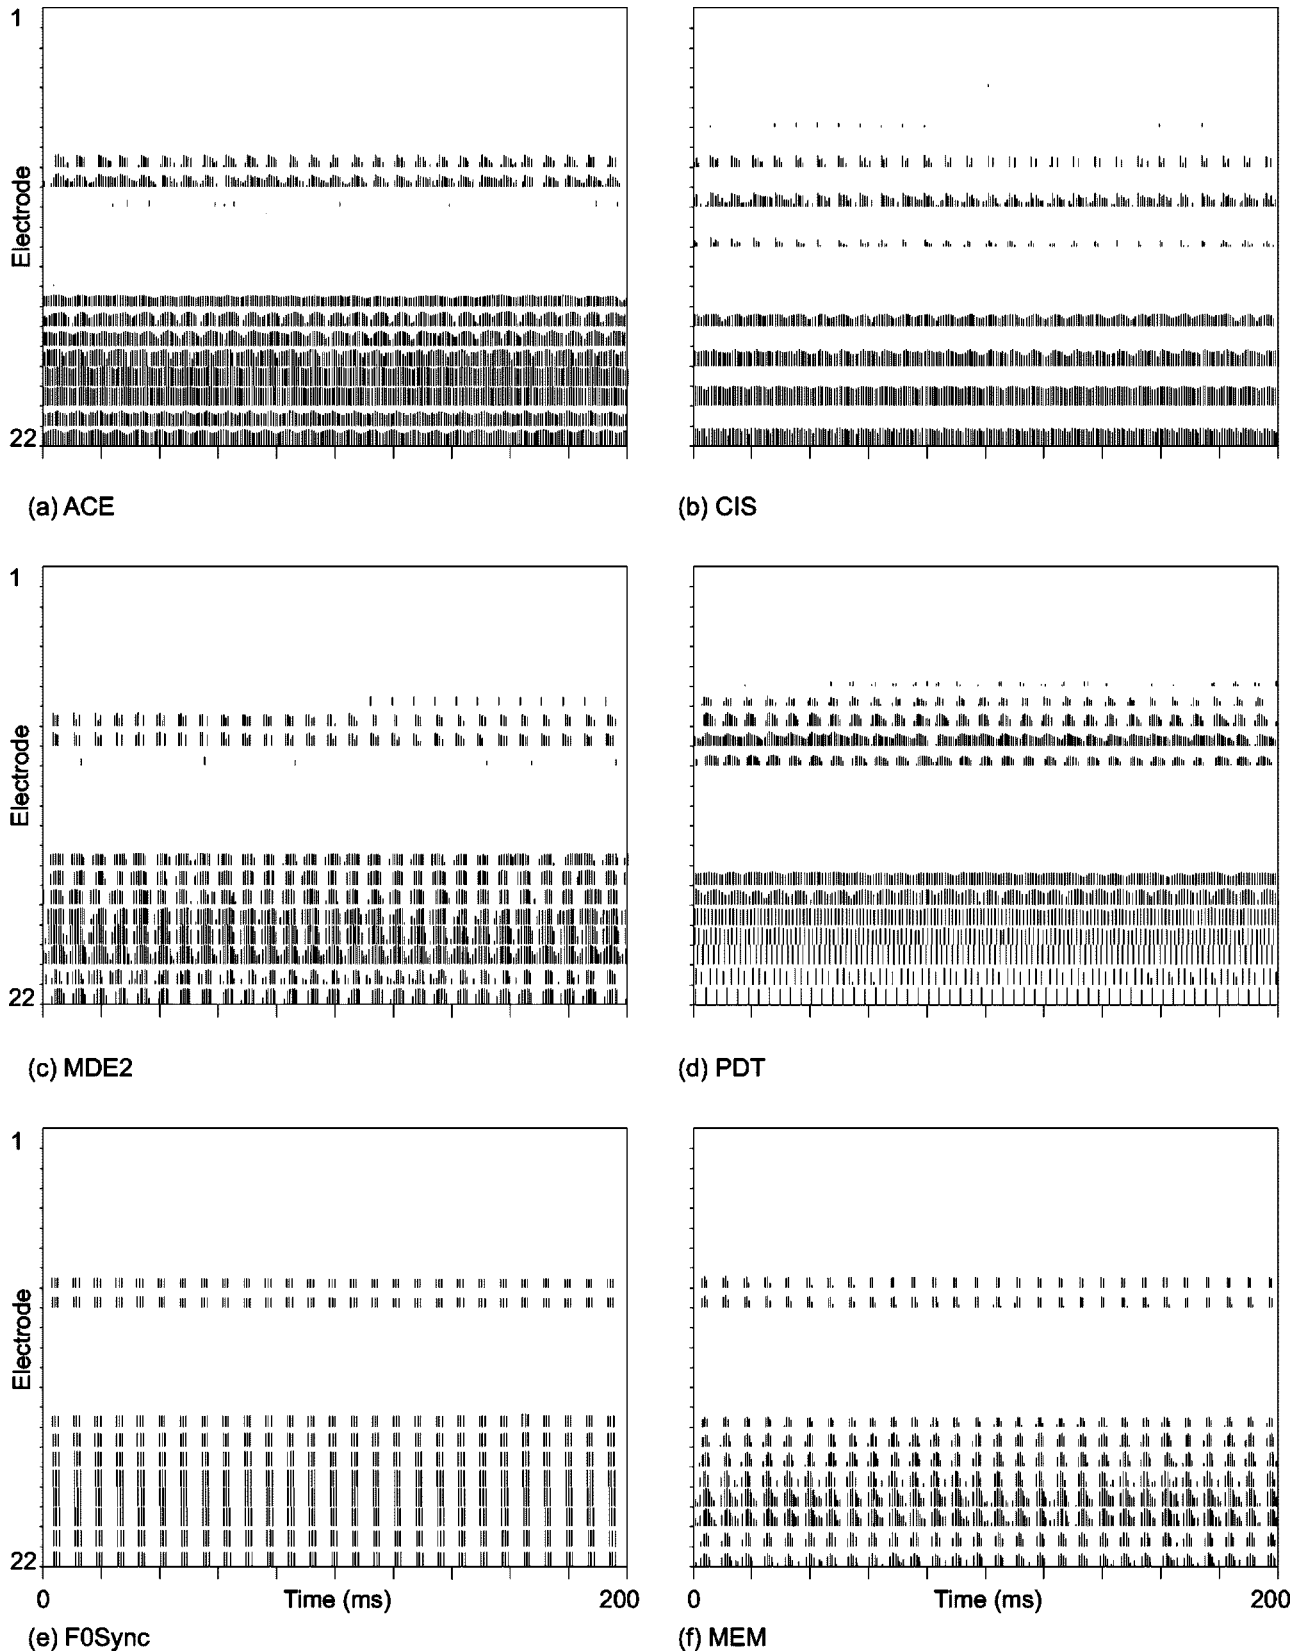 1
Electrode
22
(a) ACE
(b) CIS
1
Electrode
22
(c) MDE2
(d) PDT
1
Electrode
22
0 Time (ms) 200
0 Time (ms) 200
(e) F0Sync
(f) MEM